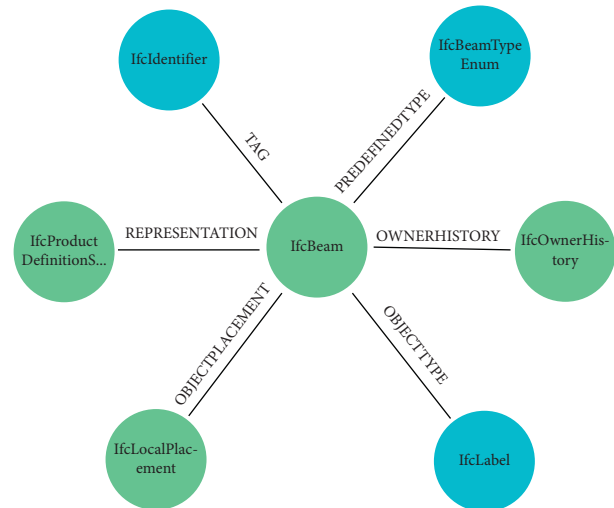 IfcIdentifier
IfcBeamType
Enum
TAG
PREDEFINEDTYPE
IfcProduct
DefinitionS...
REPRESENTATION
IfcBeam
OWNERHISTORY
IfcOwnerHis-
tory
OBJECTPLACEMENT
OBJECTTYPE
IfcLocalPlac-
ement
IfcLabel